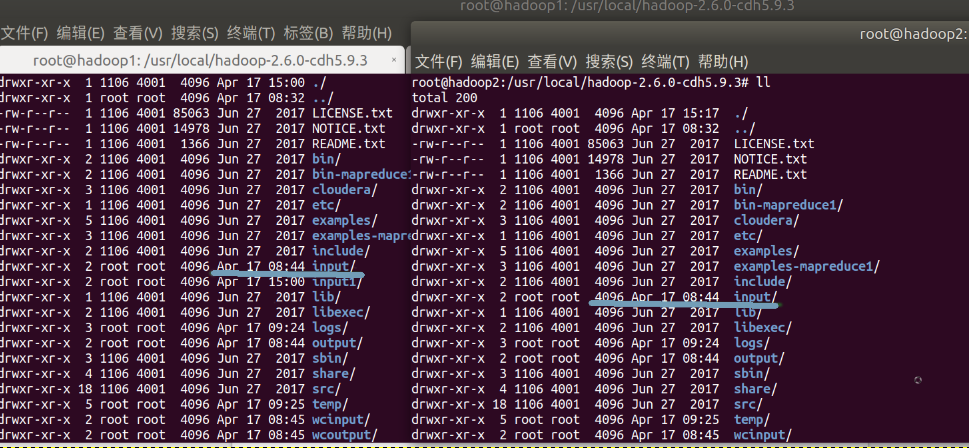 root@hadoop1: /usr/local/hadoop-2.6.0-cdh5.9.3
文件(F) 编辑(E) 查看(V) 搜索(S) 终端(T) 标签(B) 帮助(H)
root@hadoop1: /usr/local/hadoop-2.6.0-cdh5.9.3 ×
drwxr-xr-x 1 1106 4001 4096 Apr 17 15:00 ./
drwxr-xr-x 1 root root 4096 Apr 17 08:32 ../
-rw-r--r-- 1 1106 4001 85063 Jun 27 2017 LICENSE.txt
-rw-r--r-- 1 1106 4001 14978 Jun 27 2017 NOTICE.txt
-rw-r--r-- 1 1106 4001 1366 Jun 27 2017 README.txt
drwxr-xr-x 2 1106 4001 4096 Jun 27 2017 bin/
drwxr-xr-x 2 1106 4001 4096 Jun 27 2017 bin-mapreduce1
drwxr-xr-x 3 1106 4001 4096 Jun 27 2017 cloudera/
drwxr-xr-x 1 1106 4001 4096 Jun 27 2017 etc/
drwxr-xr-x 5 1106 4001 4096 Jun 27 2017 examples/
drwxr-xr-x 3 1106 4001 4096 Jun 27 2017 examples-mapre
drwxr-xr-x 2 1106 4001 4096 Jun 27 2017 include/
drwxr-xr-x 2 root root 4096 Apr 17 08:44 input/
drwxr-xr-x 2 root root 4096 Apr 17 15:00 input1/
drwxr-xr-x 1 1106 4001 4096 Jun 27 2017 lib/
drwxr-xr-x 2 1106 4001 4096 Jun 27 2017 libexec/
drwxr-xr-x 3 root root 4096 Apr 17 09:24 logs/
drwxr-xr-x 2 root root 4096 Apr 17 08:44 output/
drwxr-xr-x 3 1106 4001 4096 Jun 27 2017 sbin/
drwxr-xr-x 4 1106 4001 4096 Jun 27 2017 share/
drwxr-xr-x 18 1106 4001 4096 Jun 27 2017 src/
drwxr-xr-x 5 root root 4096 Apr 17 09:25 temp/
drwxr-xr-x 2 root root 4096 Apr 17 08:45 wcinput/
drwxr-xr-x 2 root root 4096 Apr 17 08:45 wcoutput/
root@hadoop2:
文件(F) 编辑(E) 查看(V) 搜索(S) 终端(T) 帮助(H)
root@hadoop2:/usr/local/hadoop-2.6.0-cdh5.9.3# ll
total 200
drwxr-xr-x 1 1106 4001 4096 Apr 17 15:17 ./
drwxr-xr-x 1 root root 4096 Apr 17 08:32 ../
-rw-r--r-- 1 1106 4001 85063 Jun 27 2017 LICENSE.txt
-rw-r--r-- 1 1106 4001 14978 Jun 27 2017 NOTICE.txt
-rw-r--r-- 1 1106 4001 1366 Jun 27 2017 README.txt
drwxr-xr-x 2 1106 4001 4096 Jun 27 2017 bin/
drwxr-xr-x 2 1106 4001 4096 Jun 27 2017 bin-mapreduce1/
drwxr-xr-x 3 1106 4001 4096 Jun 27 2017 cloudera/
drwxr-xr-x 1 1106 4001 4096 Jun 27 2017 etc/
drwxr-xr-x 5 1106 4001 4096 Jun 27 2017 examples/
drwxr-xr-x 3 1106 4001 4096 Jun 27 2017 examples-mapreduce1/
drwxr-xr-x 2 1106 4001 4096 Jun 27 2017 include/
drwxr-xr-x 2 root root 4096 Apr 17 08:44 input/
drwxr-xr-x 1 1106 4001 4096 Jun 27 2017 lib/
drwxr-xr-x 2 1106 4001 4096 Jun 27 2017 libexec/
drwxr-xr-x 3 root root 4096 Apr 17 09:24 logs/
drwxr-xr-x 2 root root 4096 Apr 17 08:44 output/
drwxr-xr-x 3 1106 4001 4096 Jun 27 2017 sbin/
drwxr-xr-x 4 1106 4001 4096 Jun 27 2017 share/
drwxr-xr-x 18 1106 4001 4096 Jun 27 2017 src/
drwxr-xr-x 5 root root 4096 Apr 17 09:25 temp/
drwxr-xr-x 2 root root 4096 Apr 17 08:45 wcinput/